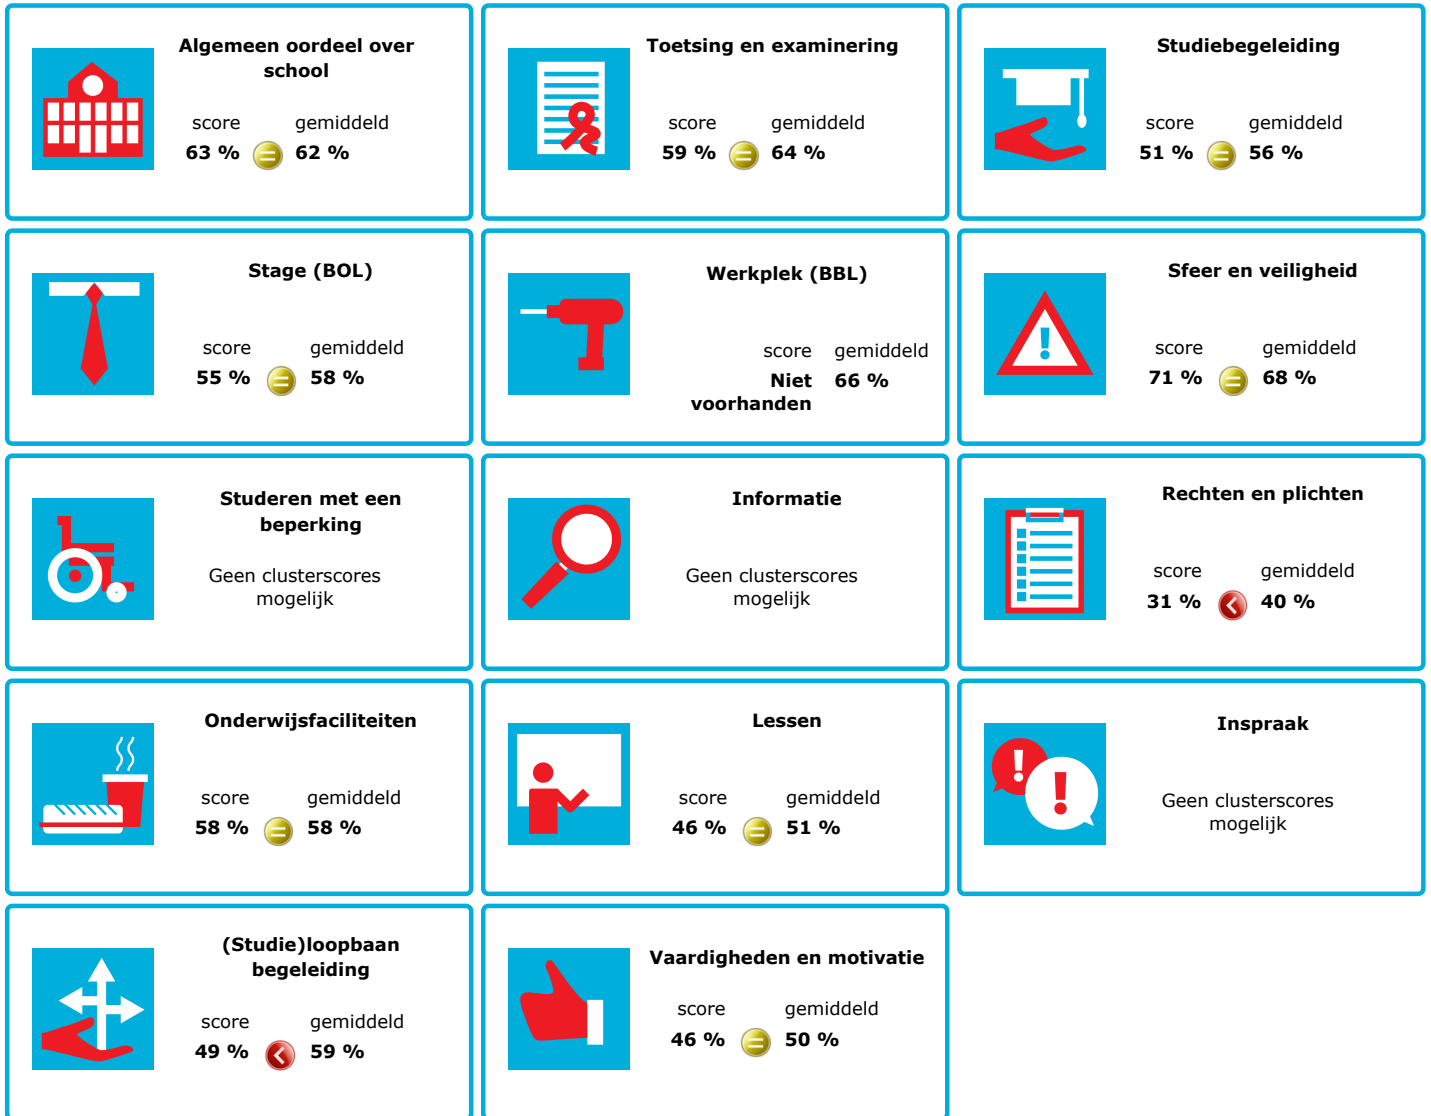 Algemeen oordeel over
school
score gemiddeld
63 % = 62 %
Toetsing en examinering
score gemiddeld
59 % = 64 %
Studiebegeleiding
score gemiddeld
51 % = 56 %
Stage (BOL)
score gemiddeld
55 % = 58 %
Werkplek (BBL)
score gemiddeld
Niet 66 %
voorhanden
Sfeer en veiligheid
!
score gemiddeld
71 % = 68 %
Studeren met een
beperking
Geen clusterscores
mogelijk
Informatie
Geen clusterscores
mogelijk
Rechten en plichten
score gemiddeld
31 % < 40 %
Onderwijsfaciliteiten
score gemiddeld
58 % = 58 %
Lessen
score gemiddeld
46 % = 51 %
Inspraak
! !
Geen clusterscores
mogelijk
(Studie)loopbaan
begeleiding
score gemiddeld
49 % < 59 %
Vaardigheden en motivatie
score gemiddeld
46 % = 50 %